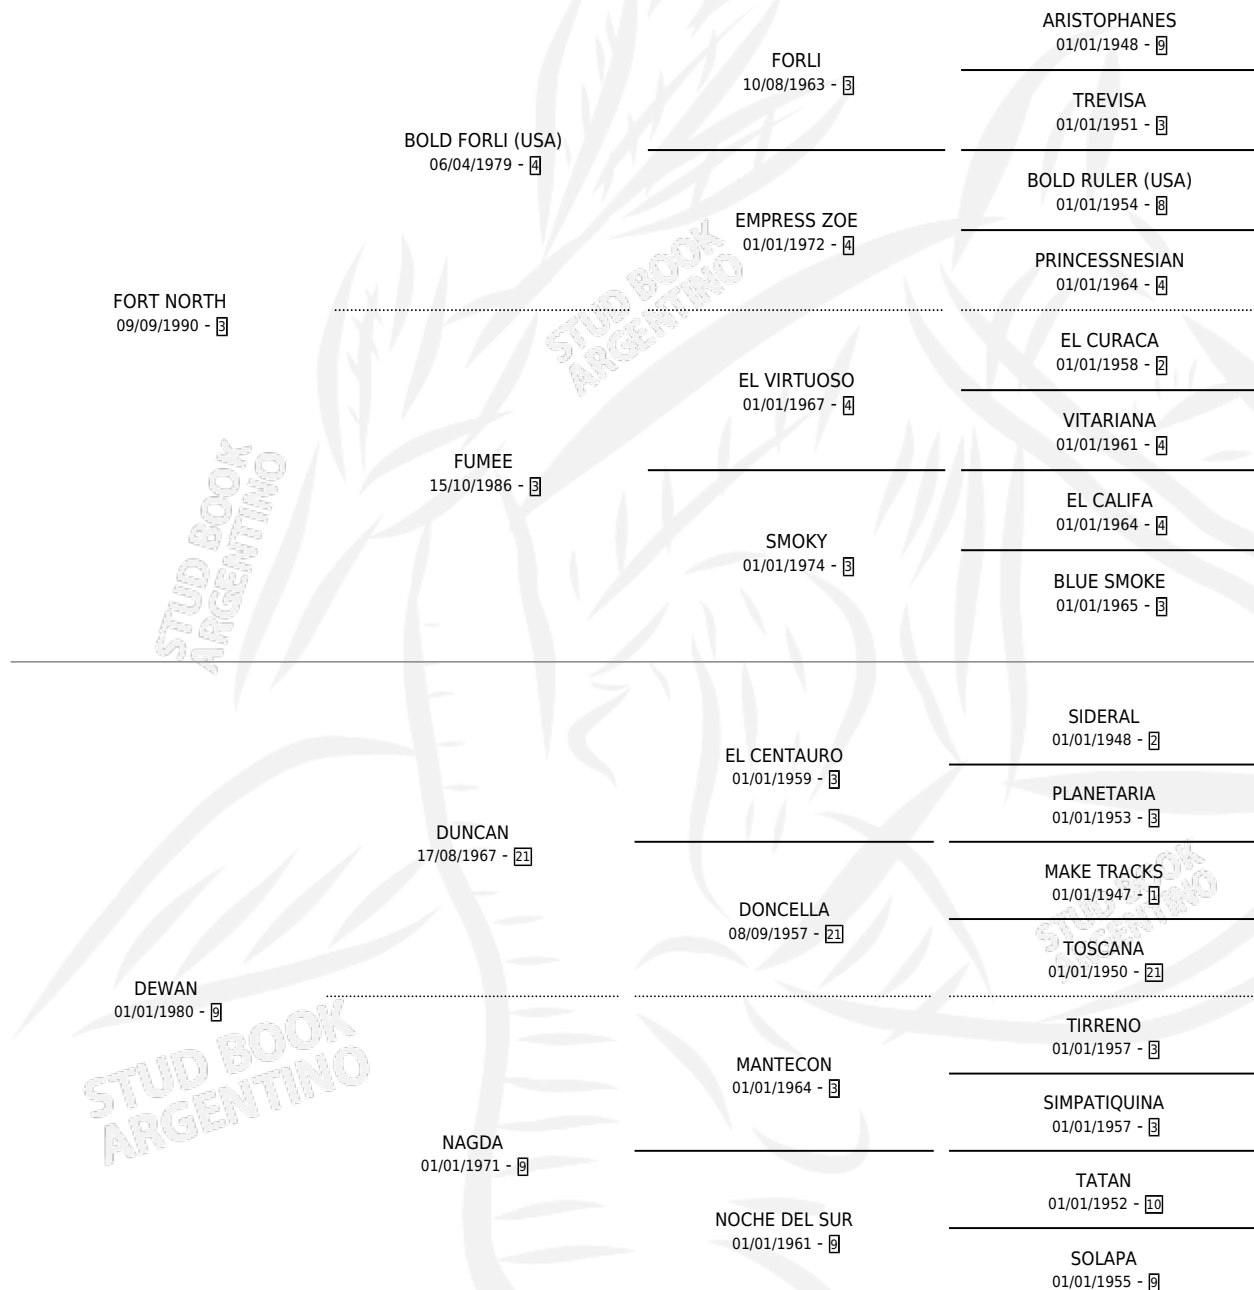 ARISTOPHANES
01/01/1948 - 9
FORLI
10/08/1963 - 3
TREVISA
01/01/1951 - 3
BOLD FORLI (USA)
06/04/1979 - 4
BOLD RULER (USA)
01/01/1954 - 8
EMPRESS ZOE
01/01/1972 - 4
PRINCESSNESIAN
01/01/1964 - 4
FORT NORTH
09/09/1990 - 3
STUD BOOK
ARGENTINO
EL CURACA
01/01/1958 - 2
EL VIRTUOSO
01/01/1967 - 4
VITARIANA
01/01/1961 - 4
FUMEE
15/10/1986 - 3
EL CALIFA
01/01/1964 - 4
SMOKY
01/01/1974 - 3
BLUE SMOKE
01/01/1965 - 3
STUD BOOK
ARGENTINO
SIDERAL
01/01/1948 - 2
EL CENTAURO
01/01/1959 - 3
PLANETARIA
01/01/1953 - 3
DUNCAN
17/08/1967 - 21
MAKE TRACKS
01/01/1947 - 1
DONCELLA
08/09/1957 - 21
STUD BOOK
ARGENTINO
TOSCANA
01/01/1950 - 21
DEWAN
01/01/1980 - 9
STUD BOOK
ARGENTINO
TIRRENO
01/01/1957 - 3
MANTECON
01/01/1964 - 3
SIMPATIQUINA
01/01/1957 - 3
NAGDA
01/01/1971 - 9
TATAN
01/01/1952 - 10
NOCHE DEL SUR
01/01/1961 - 9
SOLAPA
01/01/1955 - 9